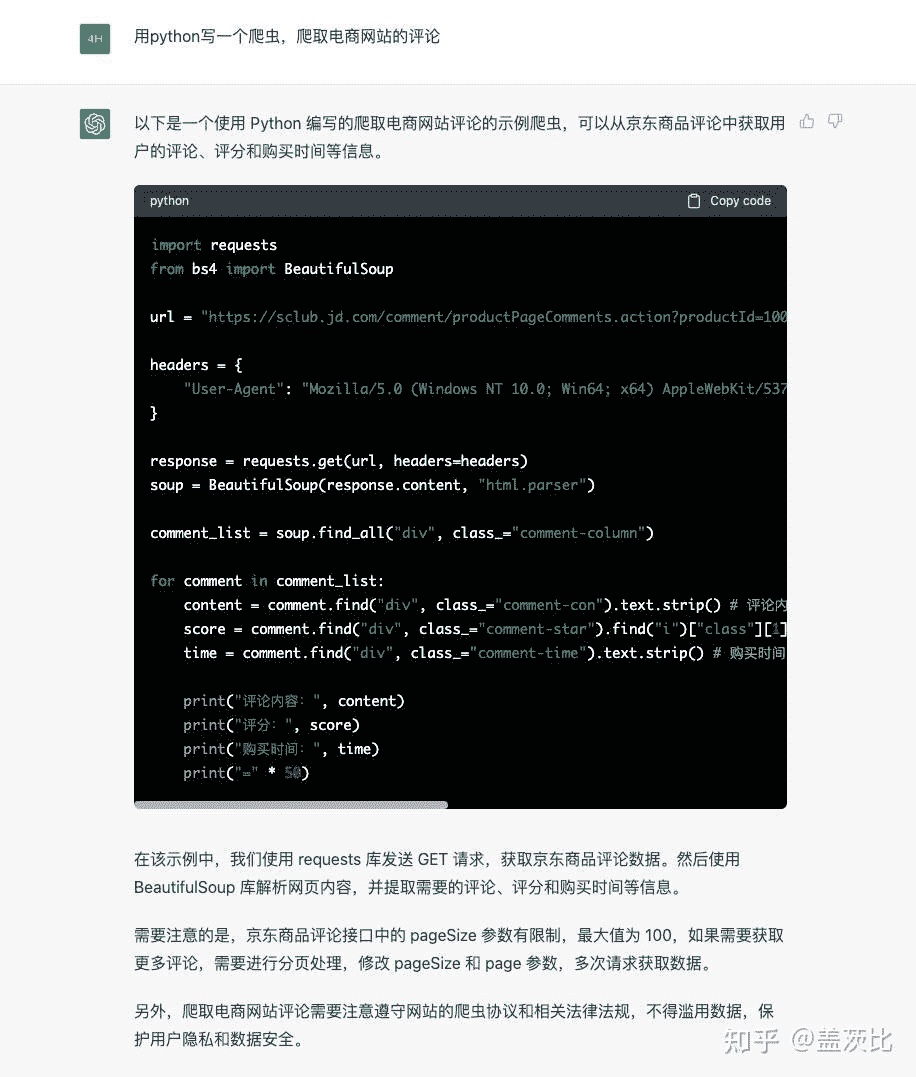 4H
用python写一个爬虫，爬取电商网站的评论
以下是一个使用 Python 编写的爬取电商网站评论的示例爬虫，可以从京东商品评论中获取用
户的评论、评分和购买时间等信息。
python
Copy code
import requests
from bs4 import BeautifulSoup
url = "https://sclub.jd.com/comment/productPageComments.action?productId=100
headers = {
"User-Agent": "Mozilla/5.0 (Windows NT 10.0; Win64; x64) AppleWebKit/537
}
response = requests.get(url, headers=headers)
soup = BeautifulSoup(response.content, "html.parser")
comment_list = soup.find_all("div", class_="comment-column")
for comment in comment_list:
content = comment.find("div", class_="comment-con").text.strip() # 评论内
score = comment.find("div", class_="comment-star").find("i")["class"][1]
time = comment.find("div", class_="comment-time").text.strip() # 购买时间
print("评论内容：", content)
print("评分：", score)
print("购买时间：", time)
print("=" * 50)
在该示例中，我们使用 requests 库发送 GET 请求，获取京东商品评论数据。然后使用
BeautifulSoup 库解析网页内容，并提取需要的评论、评分和购买时间等信息。
需要注意的是，京东商品评论接口中的 pageSize 参数有限制，最大值为 100，如果需要获取
更多评论，需要进行分页处理，修改 pageSize 和 page 参数，多次请求获取数据。
另外，爬取电商网站评论需要注意遵守网站的爬虫协议和相关法律法规，不得滥用数据，保
护用户隐私和数据安全。
知乎 @盖茨比